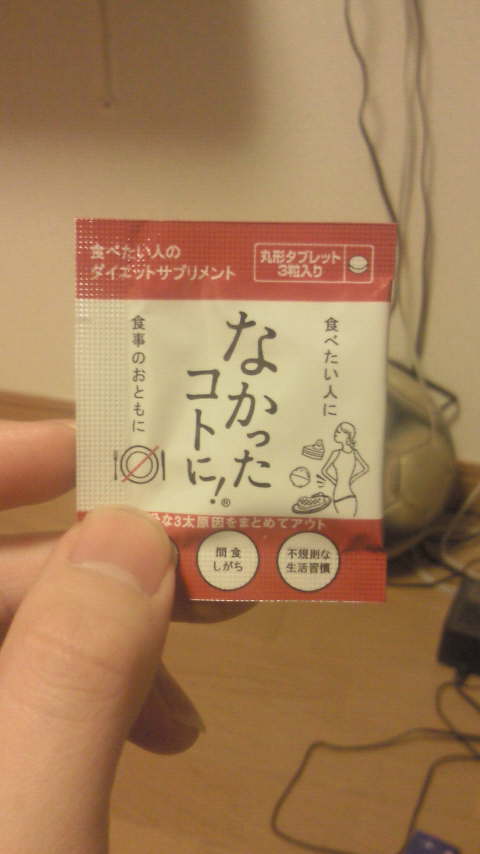 食べたい人の
ダイエットサプリメント
丸形タブレット
3粒入り
食べたい人に
なかった
コトに!®
食事のおともに
な3大原因をまとめてアウト
間食
しがち
不規則な
生活習慣